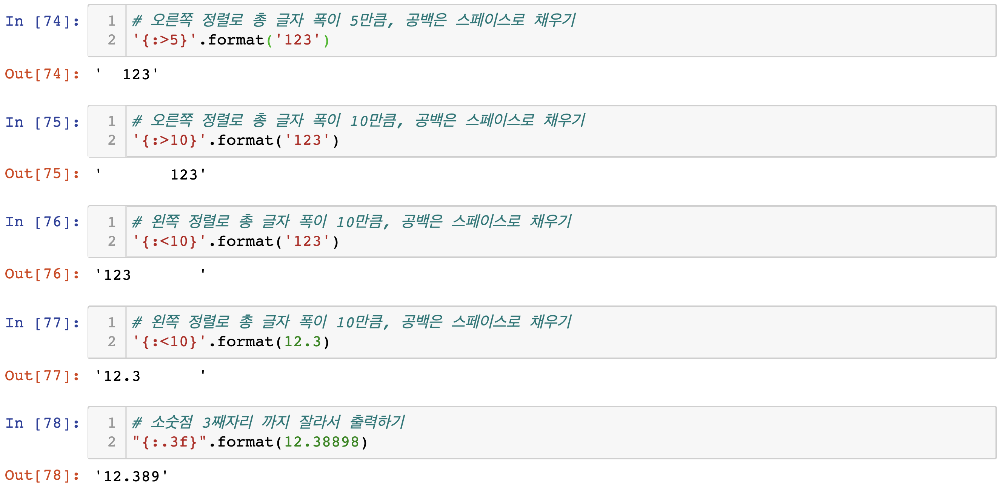 In [74]: 1 # 오른쪽 정렬로 총 글자 폭이 5만큼, 공백은 스페이스로 채우기
2 '{:>5}'.format('123')
Out[74]: '  123'
In [75]: 1 # 오른쪽 정렬로 총 글자 폭이 10만큼, 공백은 스페이스로 채우기
2 '{:>10}'.format('123')
Out[75]: '       123'
In [76]: 1 # 왼쪽 정렬로 총 글자 폭이 10만큼, 공백은 스페이스로 채우기
2 '{:<10}'.format('123')
Out[76]: '123       '
In [77]: 1 # 왼쪽 정렬로 총 글자 폭이 10만큼, 공백은 스페이스로 채우기
2 '{:<10}'.format(12.3)
Out[77]: '12.3      '
In [78]: 1 # 소숫점 3째자리 까지 잘라서 출력하기
2 "{:.3f}".format(12.38898)
Out[78]: '12.389'